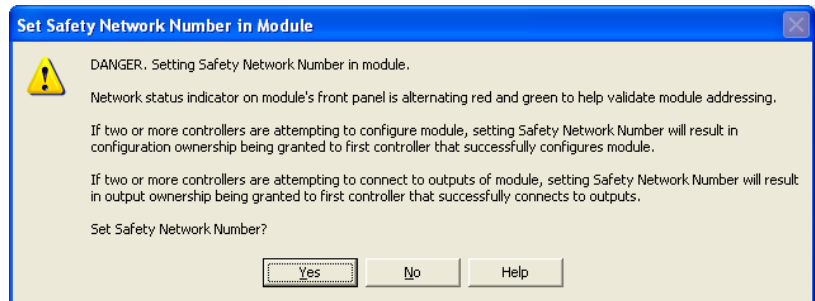 Set Safety Network Number in Module
DANGER. Setting Safety Network Number in module.
Network status indicator on module's front panel is alternating red and green to help validate module addressing.
If two or more controllers are attempting to configure module, setting Safety Network Number will result in
configuration ownership being granted to first controller that successfully configures module.
If two or more controllers are attempting to connect to outputs of module, setting Safety Network Number will result
in output ownership being granted to first controller that successfully connects to outputs.
Set Safety Network Number?
Yes No Help